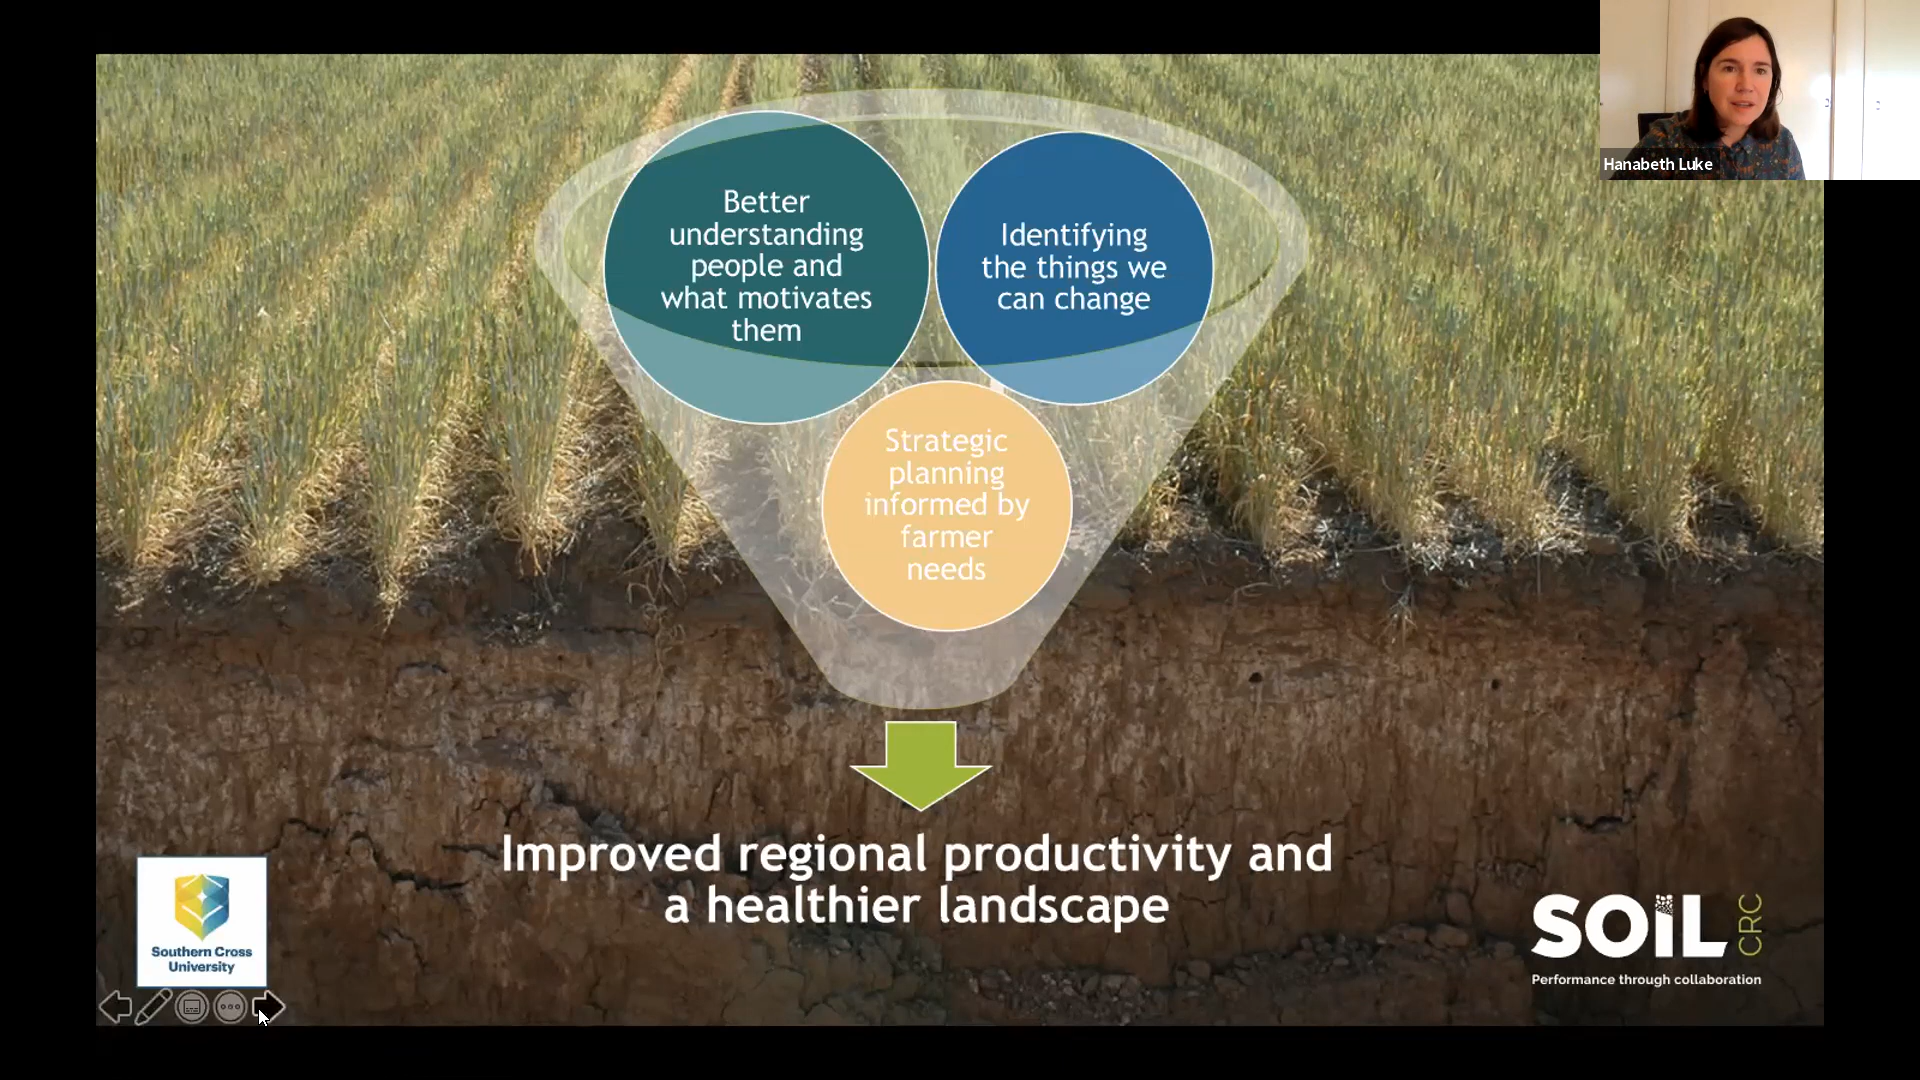 Hanabeth Luke
Better
understanding
people and
what motivates
them
Identifying
the things we
can change
Strategic
planning
informed by
farmer
needs
Improved regional productivity and
a healthier landscape
Southern Cross
University
SOIL
CRC
Performance through collaboration